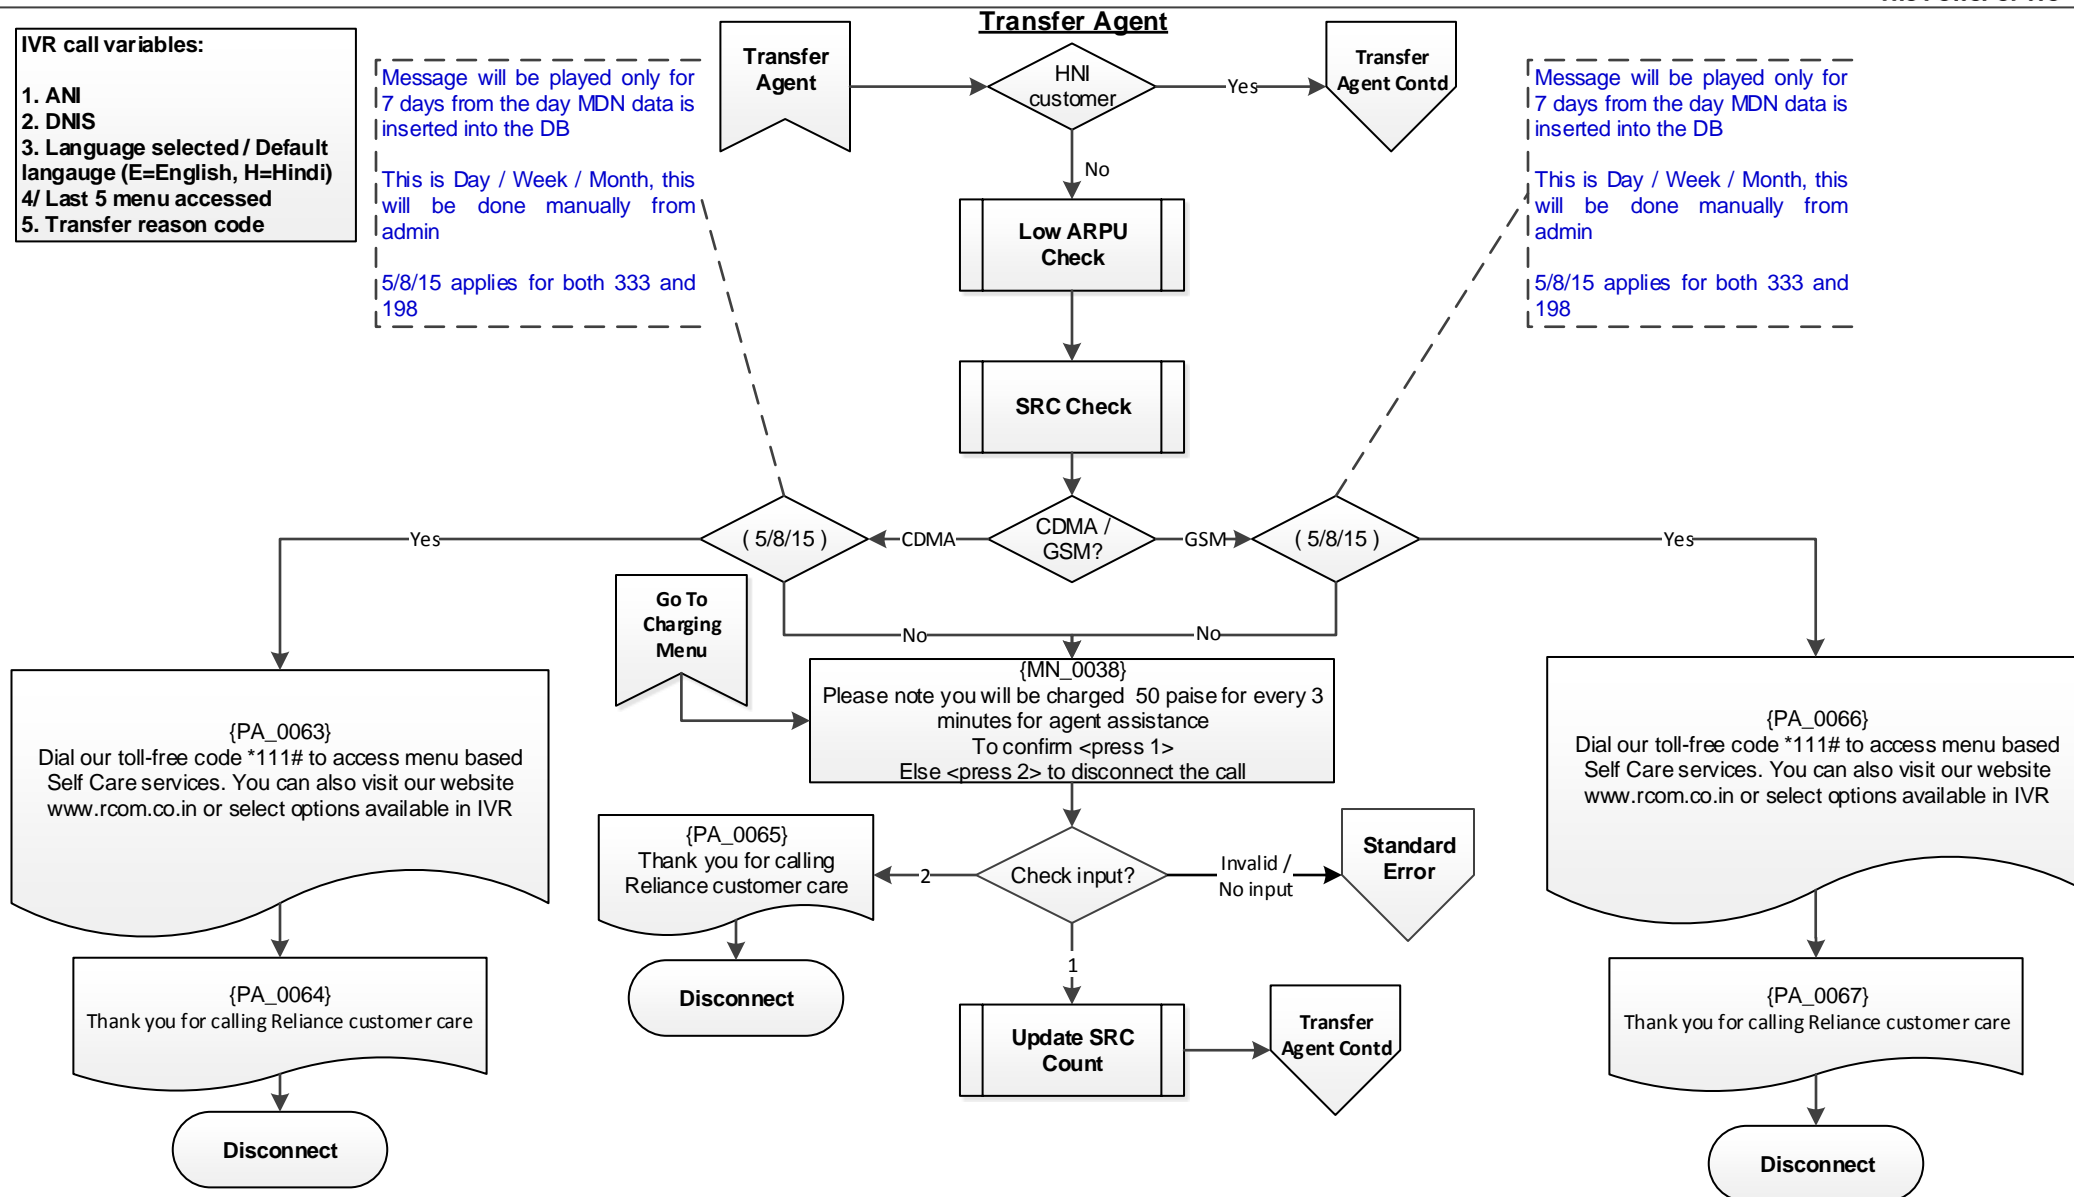 Transfer Agent
IVR call variables:
1. ANI
2. DNIS
3. Language selected / Default
langauge (E=English, H=Hindi)
4/ Last 5 menu accessed
5. Transfer reason code
Message will be played only for
7 days from the day MDN data is
inserted into the DB
This is Day / Week / Month, this
will be done manually from
admin
5/8/15 applies for both 333 and
198
Transfer
Agent
HNI
customer
Yes
Transfer
Agent Contd
Message will be played only for
7 days from the day MDN data is
inserted into the DB
This is Day / Week / Month, this
will be done manually from
admin
5/8/15 applies for both 333 and
198
No
Low ARPU
Check
SRC Check
Yes
( 5/8/15 )
CDMA
CDMA /
GSM?
GSM
( 5/8/15 )
Yes
Go To
Charging
Menu
No
No
{MN_0038}
Please note you will be charged 50 paise for every 3
minutes for agent assistance
To confirm <press 1>
Else <press 2> to disconnect the call
{PA_0063}
Dial our toll-free code *111# to access menu based
Self Care services. You can also visit our website
www.rcom.co.in or select options available in IVR
{PA_0066}
Dial our toll-free code *111# to access menu based
Self Care services. You can also visit our website
www.rcom.co.in or select options available in IVR
{PA_0065}
Thank you for calling
Reliance customer care
2
Check input?
Invalid /
No input
Standard
Error
1
{PA_0064}
Thank you for calling Reliance customer care
Disconnect
Update SRC
Count
Transfer
Agent Contd
{PA_0067}
Thank you for calling Reliance customer care
Disconnect
Disconnect